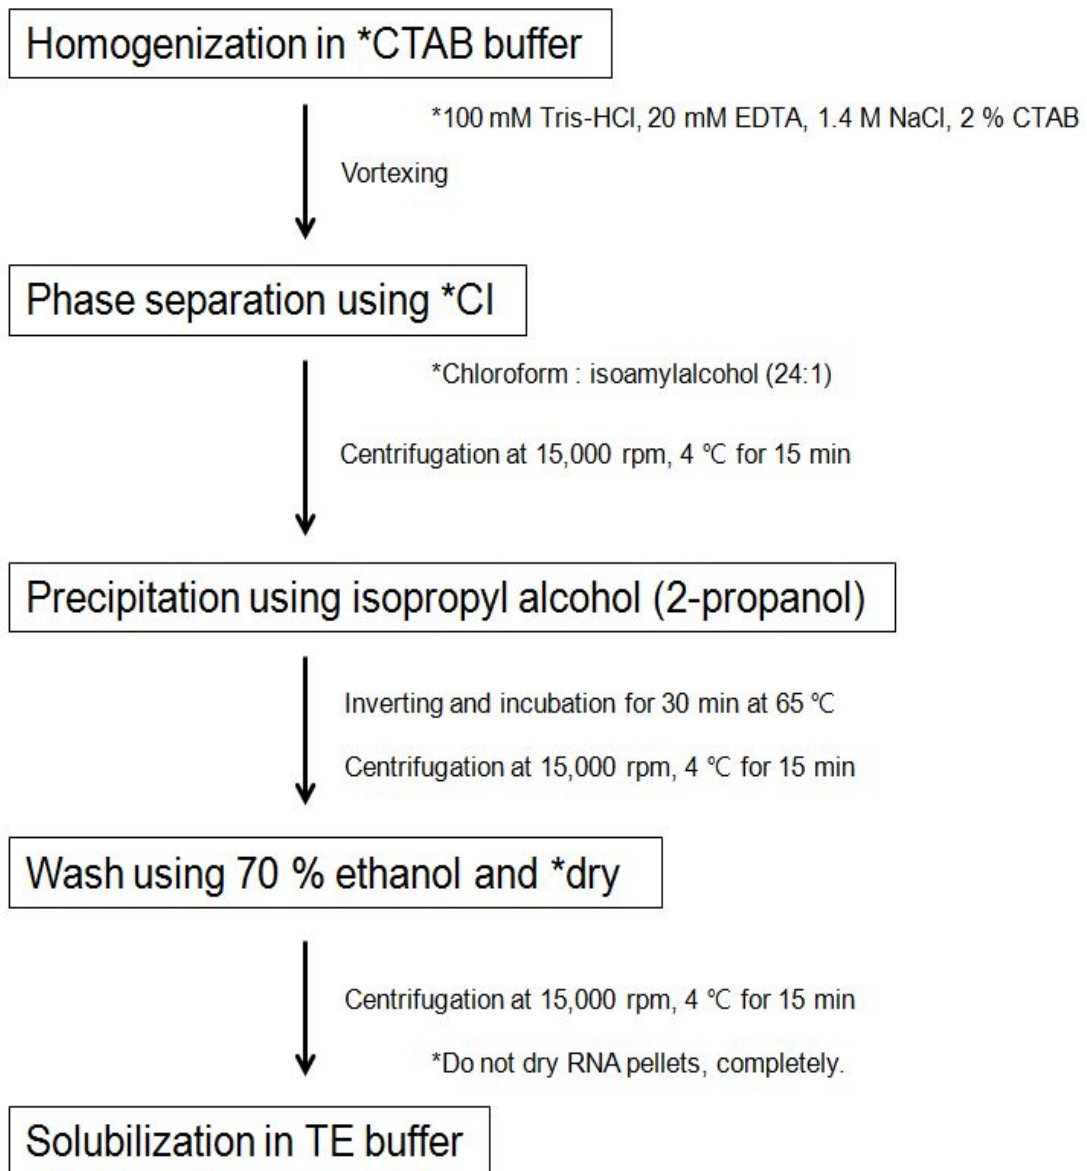 Homogenization in *CTAB buffer
*100 mM Tris-HCl, 20 mM EDTA, 1.4 M NaCl, 2 % CTAB
Vortexing
Phase separation using *CI
*Chloroform : isoamylalcohol (24:1)
Centrifugation at 15,000 rpm, 4 ℃ for 15 min
Precipitation using isopropyl alcohol (2-propanol)
Inverting and incubation for 30 min at 65 ℃
Centrifugation at 15,000 rpm, 4 ℃ for 15 min
Wash using 70 % ethanol and *dry
Centrifugation at 15,000 rpm, 4 ℃ for 15 min
*Do not dry RNA pellets, completely.
Solubilization in TE buffer